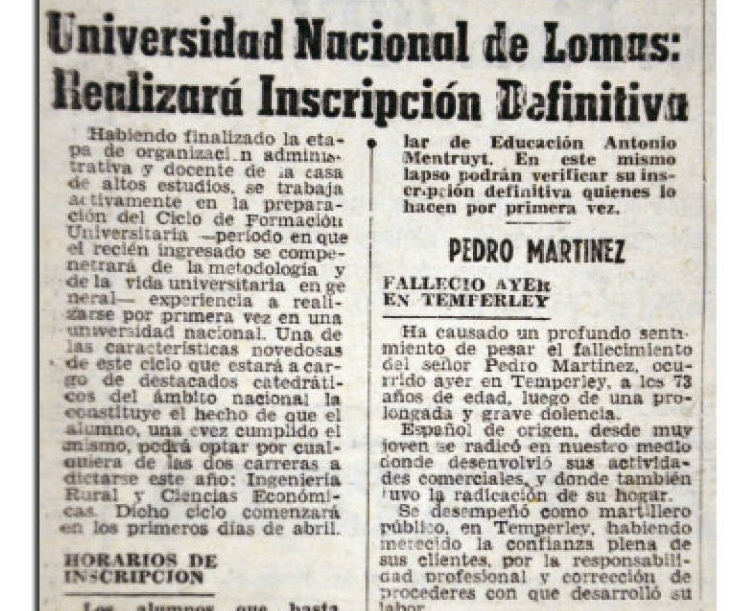 Universidad Nacional de Lomas:
Realizará Inscripción Definitiva
Habiendo finalizado la eta-
pa de organizaci.n adminis-
trativa y docente de la casa
de altos estudios, se trabaja
activamente en la prepara-
ción del Ciclo de Formación
Universitaria —período en que
el recién ingresado se compe-
netrará de la metodología y
de la vida universitaria en ge
neral— experiencia a reali-
zarse por primera vez en una
universidad nacional. Una de
las características novedosas
de este ciclo que estará a car-
go de destacados catedráti-
cos del ámbito nacional la
constituye el hecho de que el
alumno, una evez cumplido el
mismo, podrá optar por cual-
quiera de las dos carreras a
dictarse este año: Ingeniería
Rural y Ciencias Económi-
cas. Dicho ciclo comenzará
en los primeros días de abril.
HORARIOS DE
INSCRIPCION
Los alumnos que hasta
lar de Educación Antonio
Mentruyt. En este mismo
lapso podrán verificar su ins-
cripción definitiva quienes lo
hacen por primera vez.
PEDRO MARTINEZ
FALLECIO AYER
EN TEMPERLEY
Ha causado un profundo senti-
miento de pesar el fallecimiento
del señor Pedro Martínez, ocu-
rrido ayer en Temperley, a los 73
años de edad, luego de una pro-
longada y grave dolencia.
Español de origen, desde muy
joven se radicó en nuestro medio
donde desenvolvió sus activida-
des comerciales, y donde también
tuvo la radicación de su hogar.
Se desempeñó como martillero
público, en Temperley, habiendo
merecido la confianza plena de
sus clientes, por la responsabili-
dad profesional y corrección de
procederes con que desarrolló su
labor.